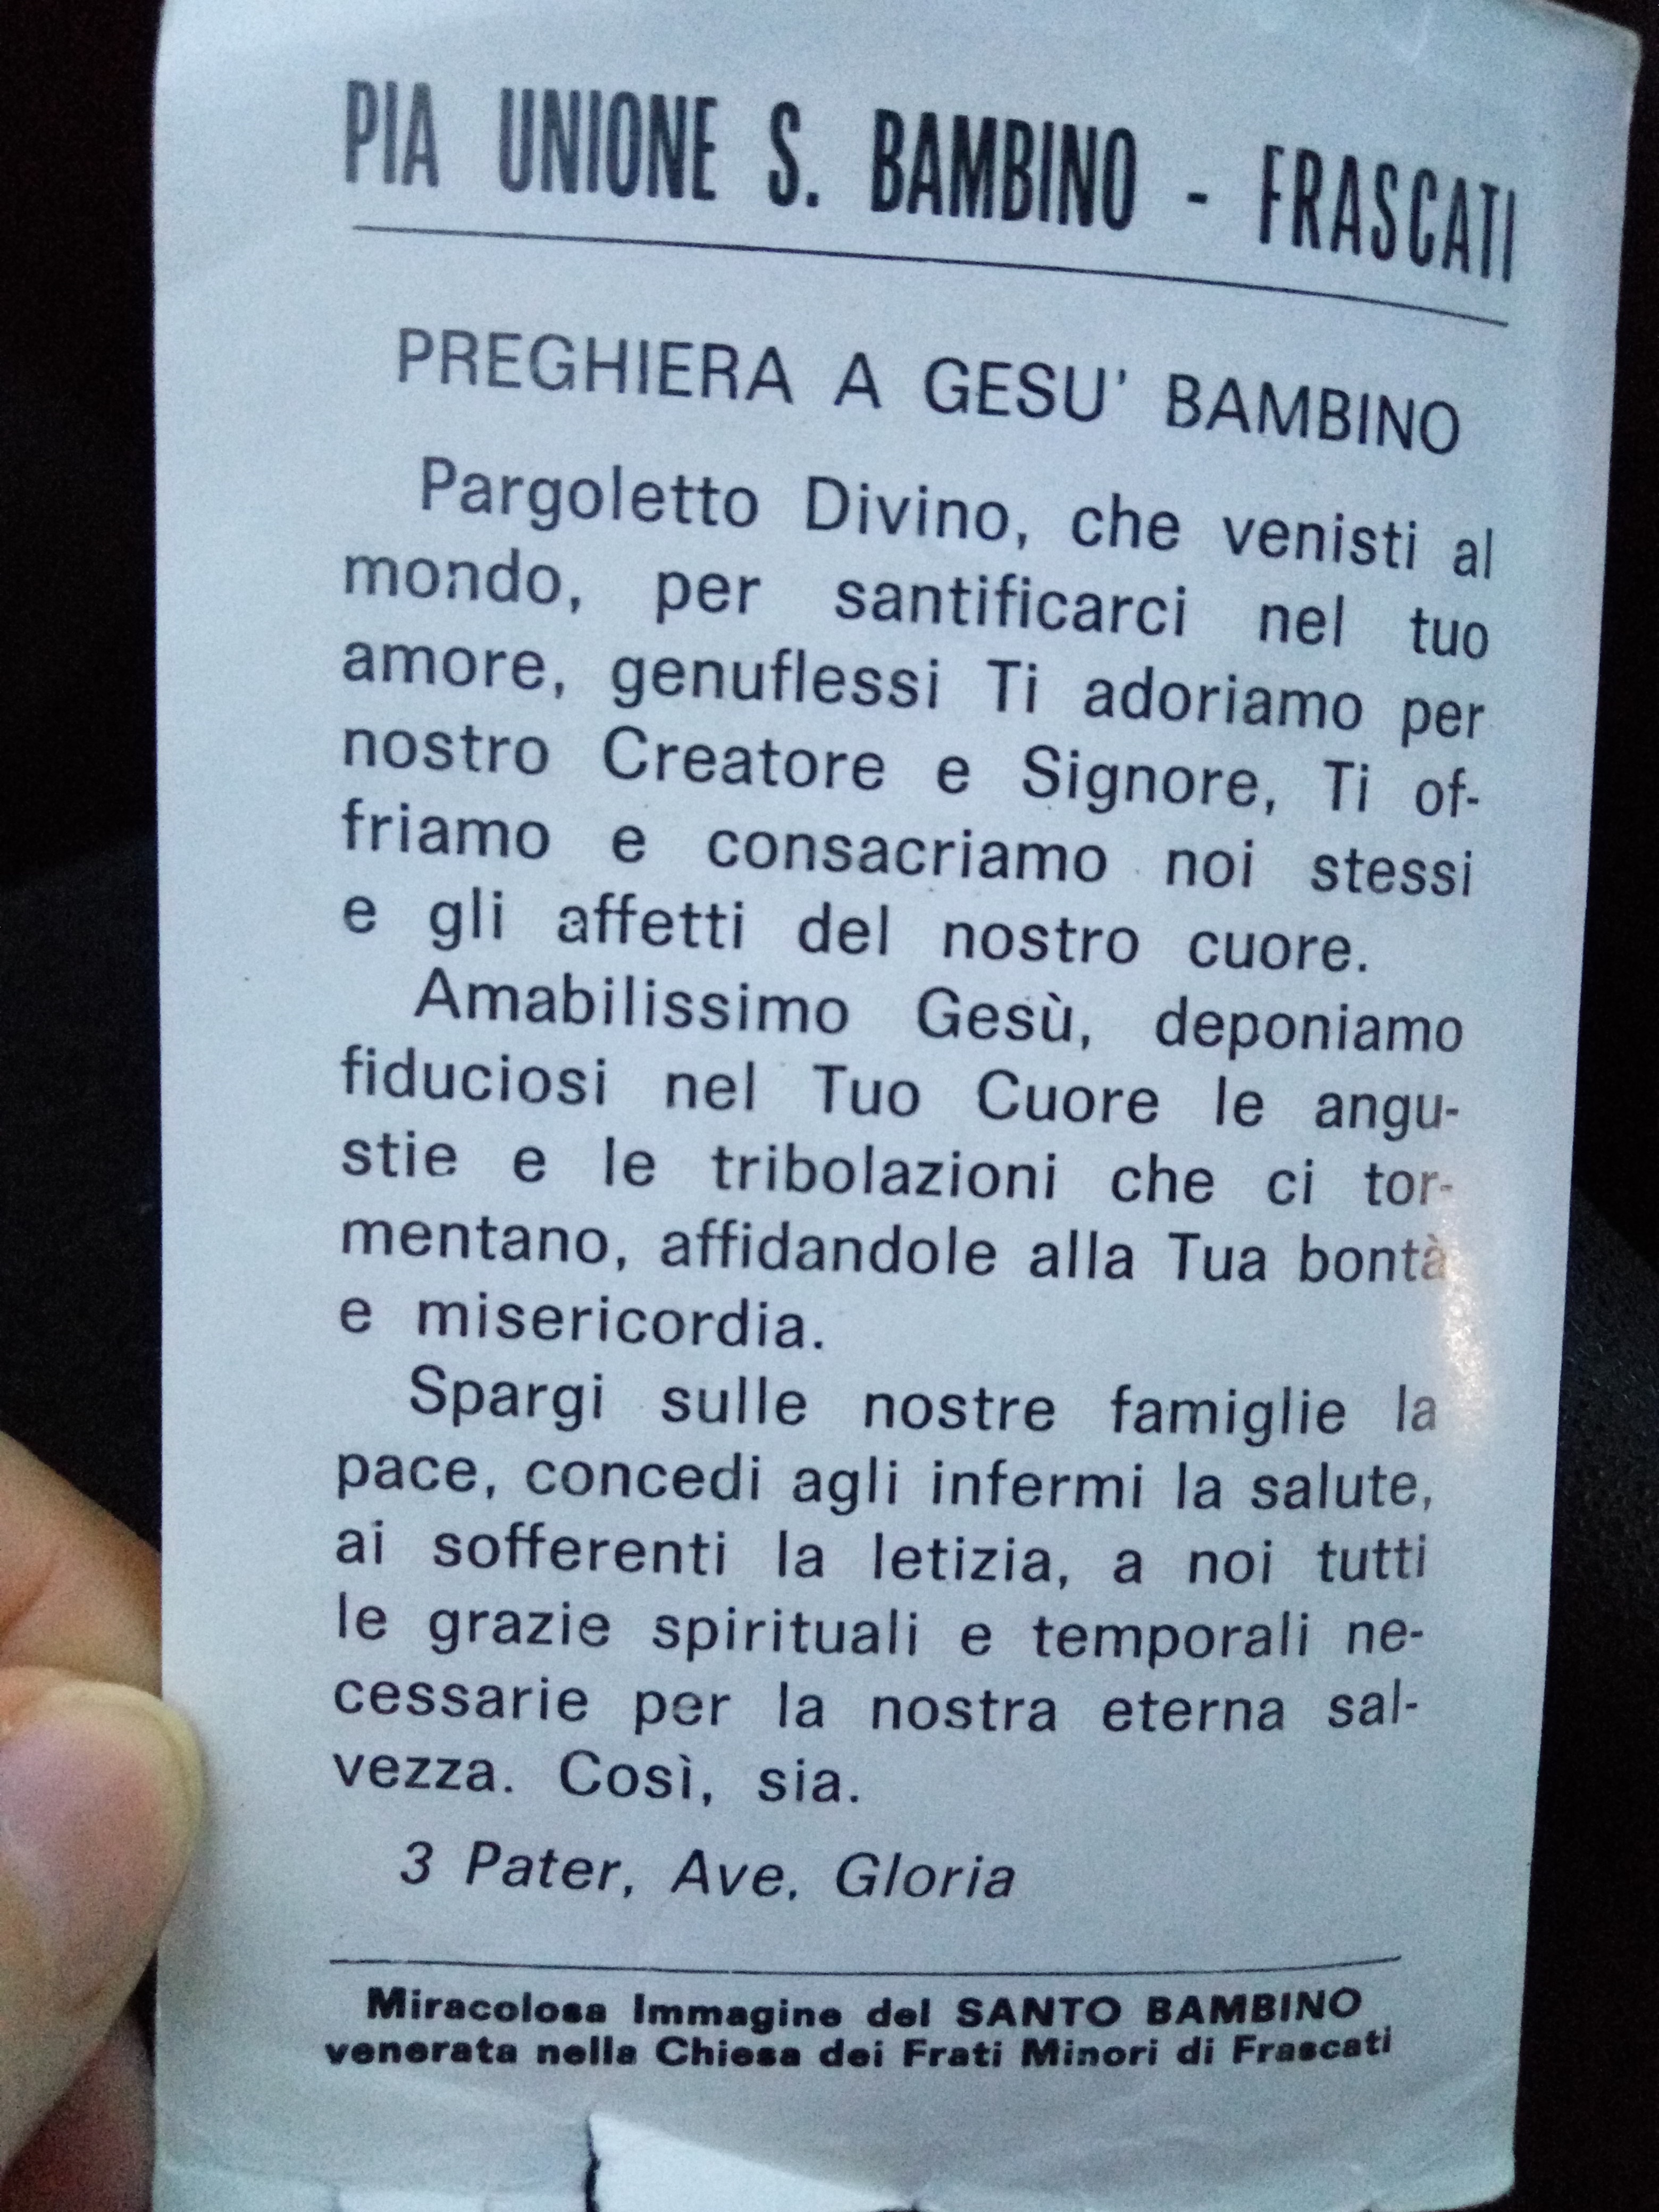 PIA UNIONE S. BAMBINO - FRASCATI
PREGHIERA A GESU' BAMBINO
Pargoletto Divino, che venisti al
mondo, per santificarci nel tuo
amore, genuflessi Ti adoriamo per
nostro Creatore e Signore, Ti of-
friamo e consacriamo noi stessi
e gli affetti del nostro cuore.
Amabilissimo Gesù, deponiamo
fiduciosi nel Tuo Cuore le angu-
stie e le tribolazioni che ci tor-
mentano, affidandole alla Tua bontà
e misericordia.
Spargi sulle nostre famiglie la
pace, concedi agli infermi la salute,
ai sofferenti la letizia, a noi tutti
le grazie spirituali e temporali ne-
cessarie per la nostra eterna sal-
vezza. Così, sia.
3 Pater, Ave. Gloria
Miracolosa Immagine del SANTO BAMBINO
venerata nella Chiesa dei Frati Minori di Frascati